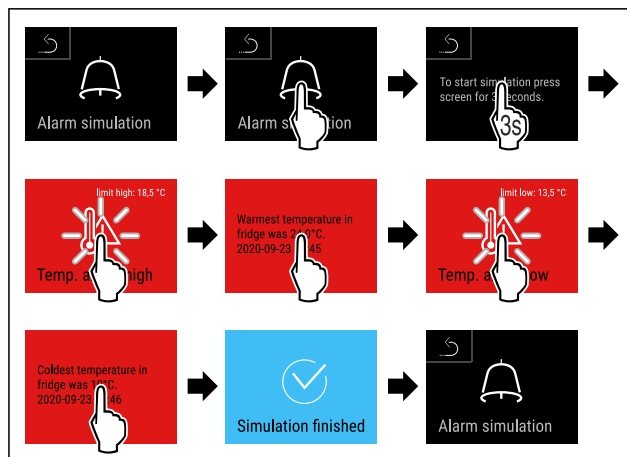 Alarm simulation
Alarm
To start simulation press
screen for 3 seconds.
3s
limit high: 18,5 °C
Temp. high
Warmest temperature in
fridge was °C.
2020-09-23 45
limit low: 13,5 °C
Temp.
Coldest temperature in
fridge was °C.
2020-09-23 :46
Simulation finished
Alarm simulation